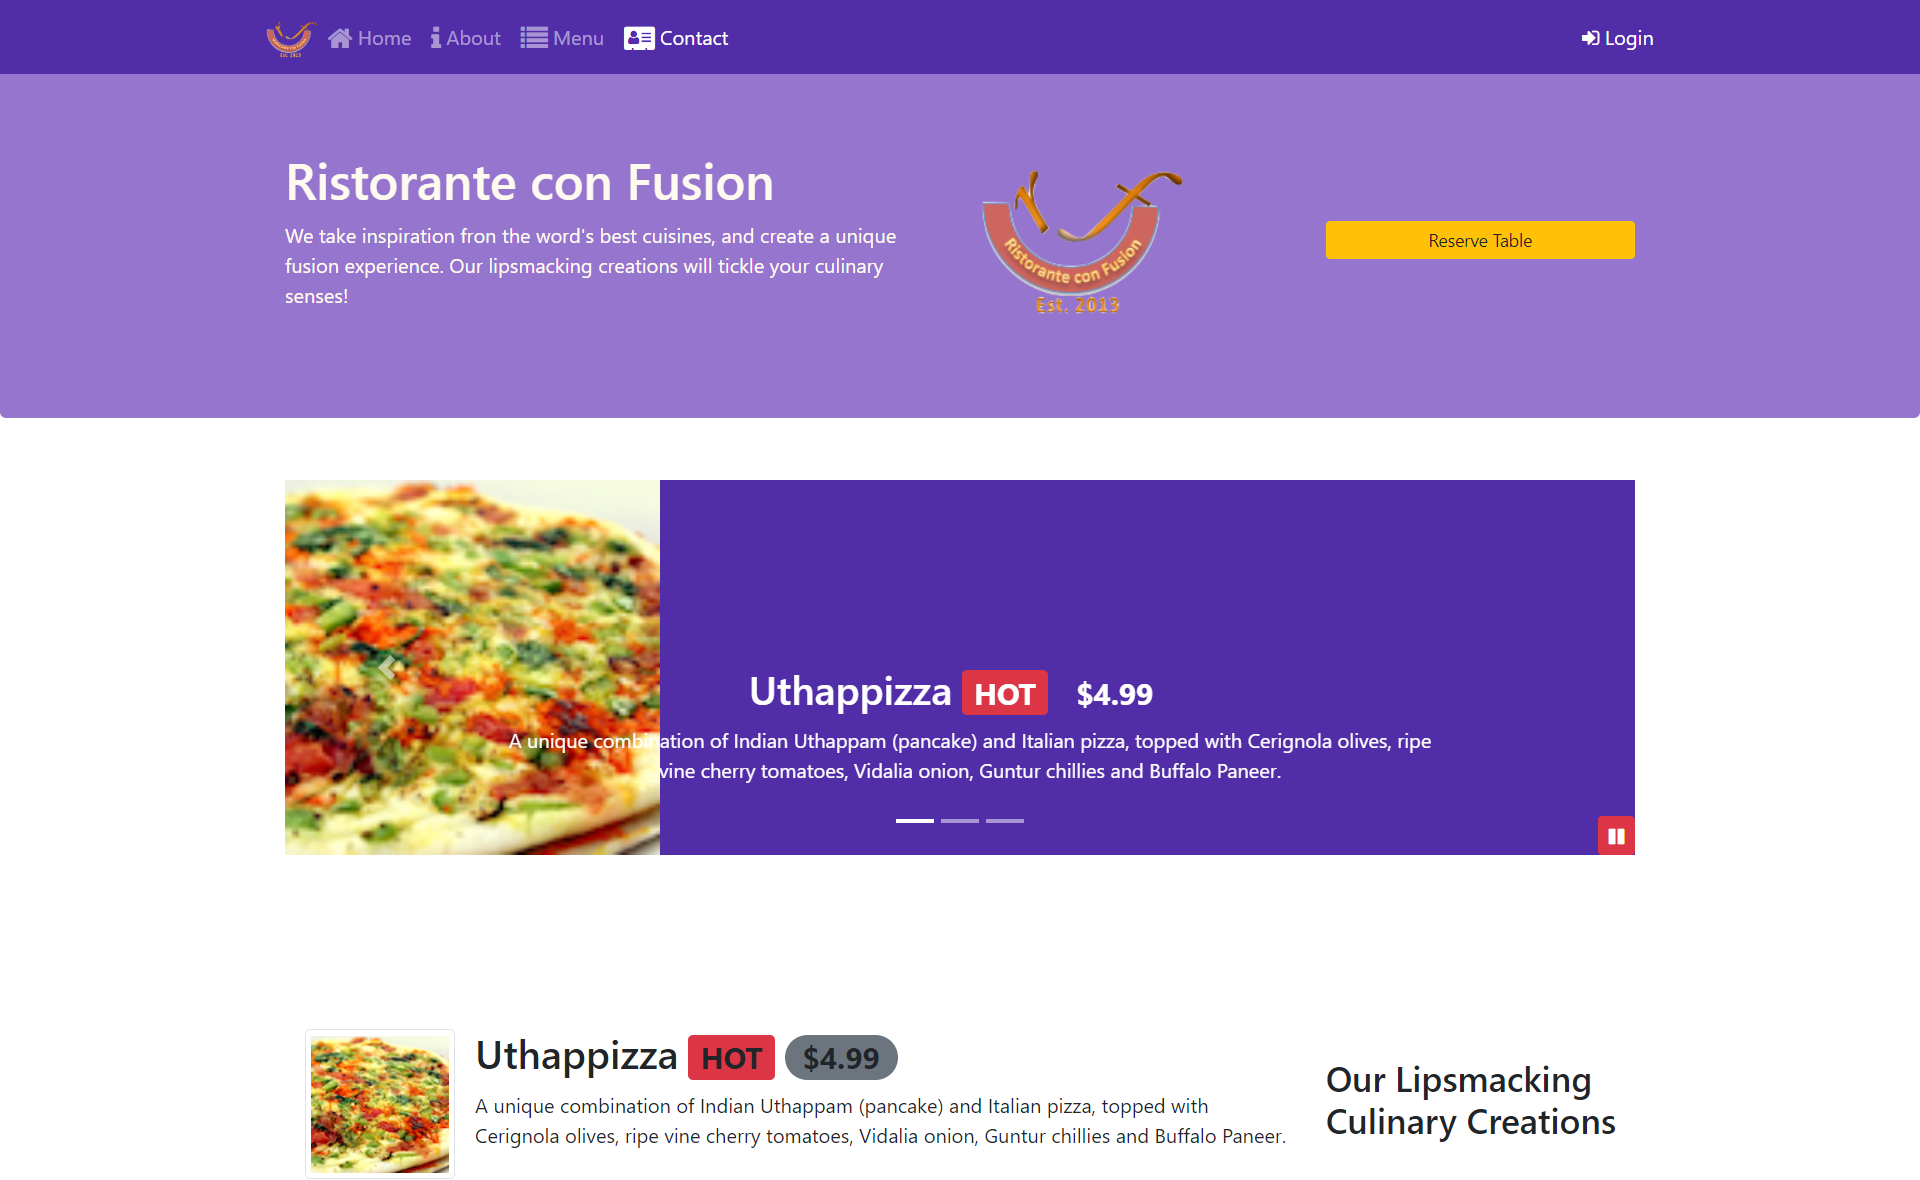 Home
About
Menu
Contact
Login
Ristorante con Fusion
We take inspiration fron the word's best cuisines, and create a unique
fusion experience. Our lipsmacking creations will tickle your culinary
senses!
Ristorante con Fusion
Est. 2013
Reserve Table
Uthappizza HOT $4.99
A unique combination of Indian Uthappam (pancake) and Italian pizza, topped with Cerignola olives, ripe
vine cherry tomatoes, Vidalia onion, Guntur chillies and Buffalo Paneer.
Uthappizza HOT $4.99
A unique combination of Indian Uthappam (pancake) and Italian pizza, topped with
Cerignola olives, ripe vine cherry tomatoes, Vidalia onion, Guntur chillies and Buffalo Paneer.
Our Lipsmacking
Culinary Creations